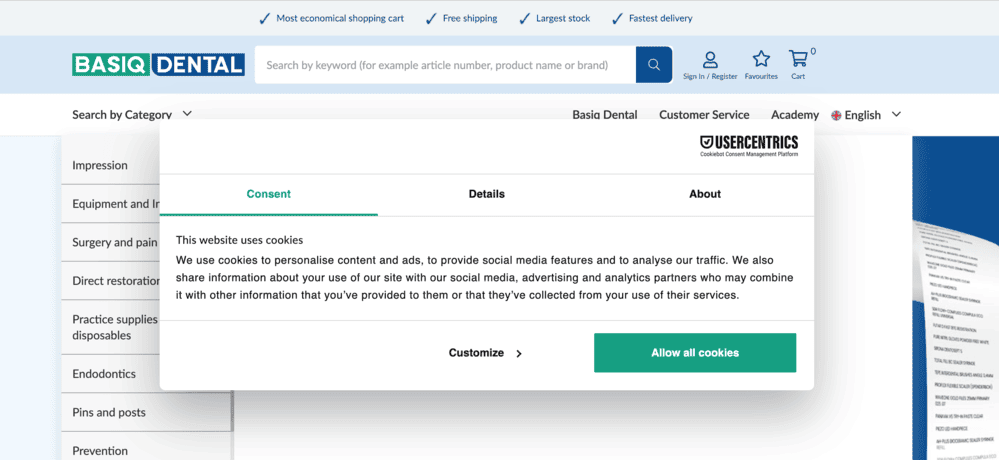 Most economical shopping cart
Free shipping
Largest stock
Fastest delivery
BASIQ DENTAL
Search by keyword (for example article number, product name or brand)
Sign In / Register
Favourites
0
Cart
Search by Category
Basiq Dental
Customer Service
Academy
English
USERCENTRICS
Cookiebot Consent Management Platform
Impression
Equipment and In
Surgery and pain
Direct restoration
Practice supplies
disposables
Endodontics
Pins and posts
Prevention
Consent
Details
About
This website uses cookies
We use cookies to personalise content and ads, to provide social media features and to analyse our traffic. We also
share information about your use of our site with our social media, advertising and analytics partners who may combine
it with other information that you've provided to them or that they've collected from your use of their services.
Customize
Allow all cookies